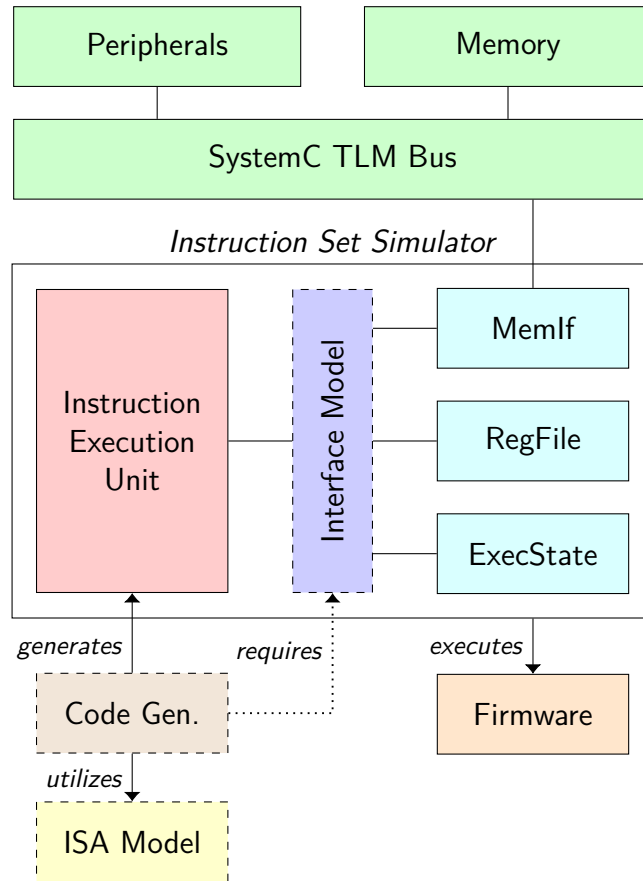 Peripherals
Memory
SystemC TLM Bus
Instruction Set Simulator
Instruction
Execution
Unit
Interface Model
MemIf
RegFile
ExecState
generates
requires
executes
Code Gen.
Firmware
utilizes
ISA Model